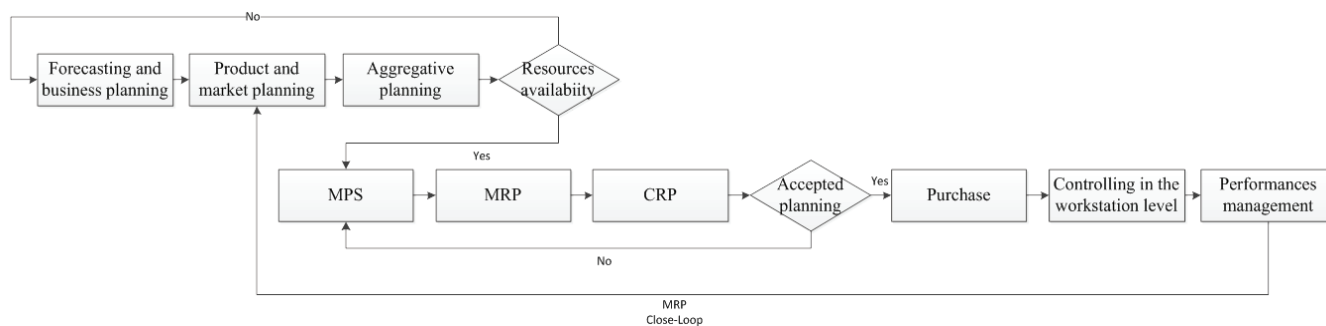 No
Forecasting and
business planning
Product and
market planning
Aggregative
planning
Resources
availabiity
Yes
MPS
MRP
CRP
Accepted
planning
Yes
Purchase
Controlling in the
workstation level
Performances
management
No
MRP
Close-Loop